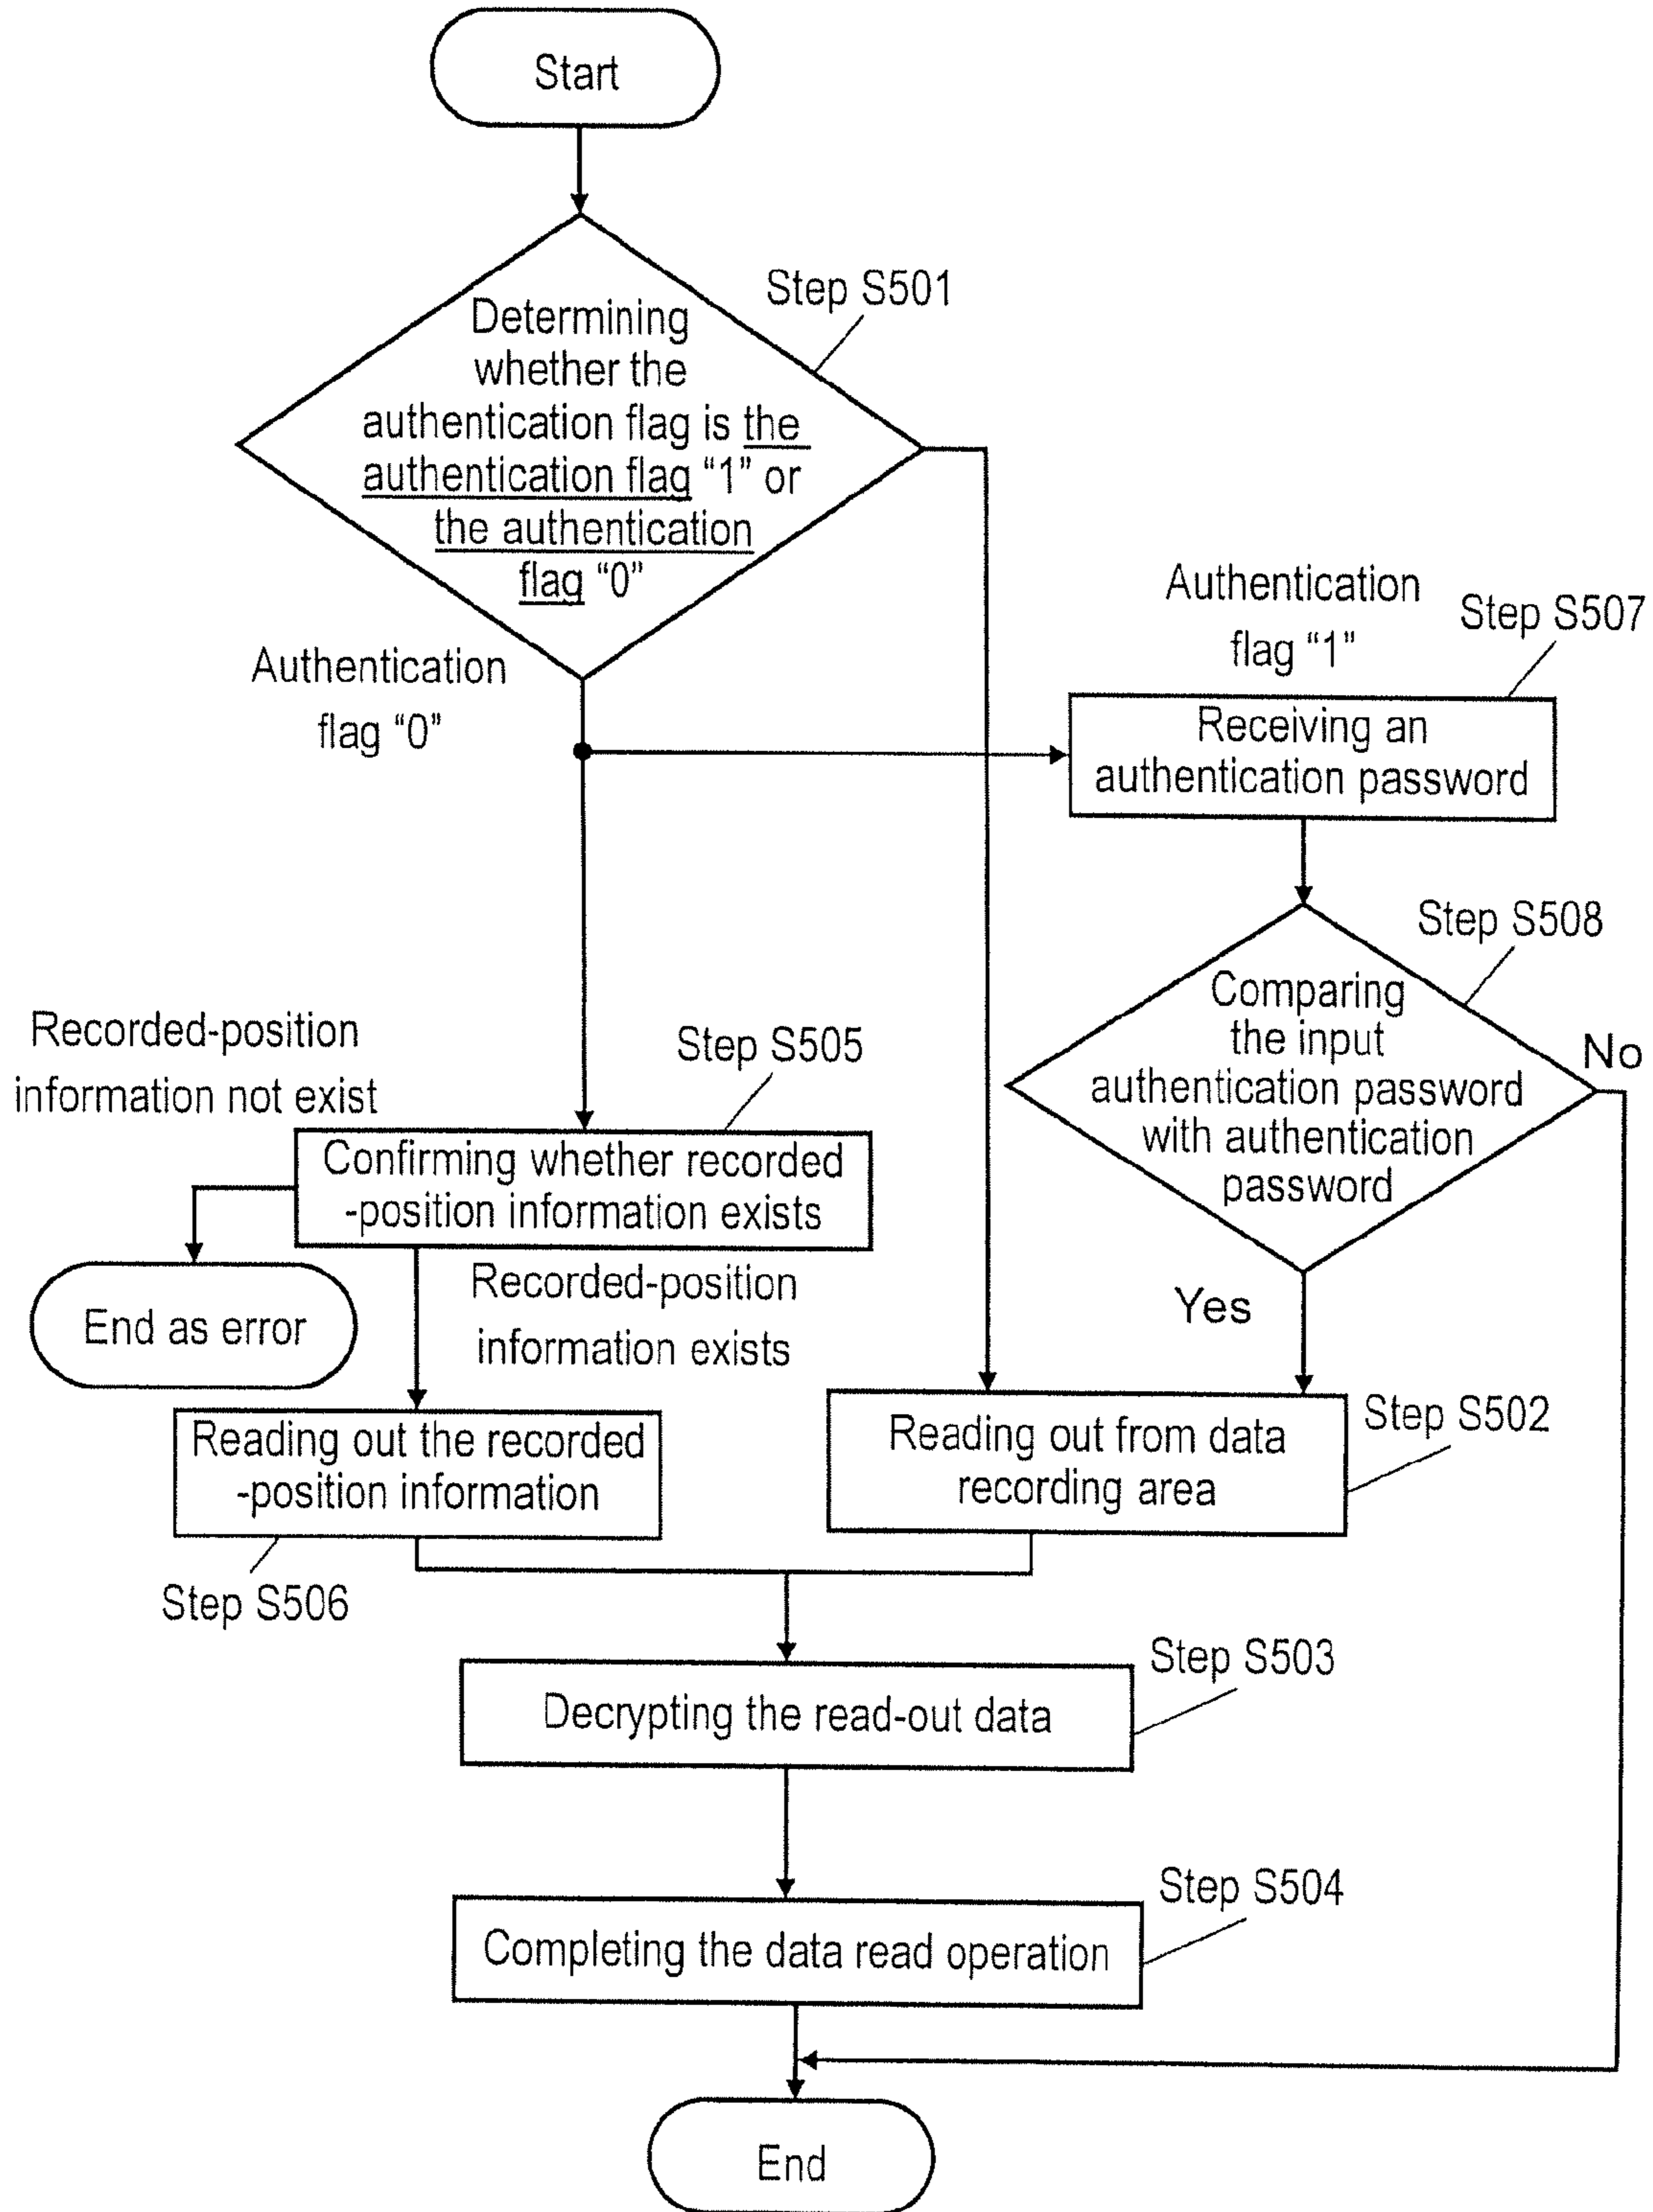 Start
Step S501
Determining
whether the
authentication flag is the
authentication flag “1” or
the authentication
flag “0”
Authentication
flag “0”
Authentication
flag “1”
Step S507
Receiving an
authentication password
Step S508
Comparing
the input
authentication password
with authentication
password
No
Yes
Recorded-position
information not exist
Step S505
Confirming whether recorded
-position information exists
End as error
Recorded-position
information exists
Reading out the recorded
-position information
Step S506
Reading out from data
recording area
Step S502
Step S503
Decrypting the read-out data
Step S504
Completing the data read operation
End